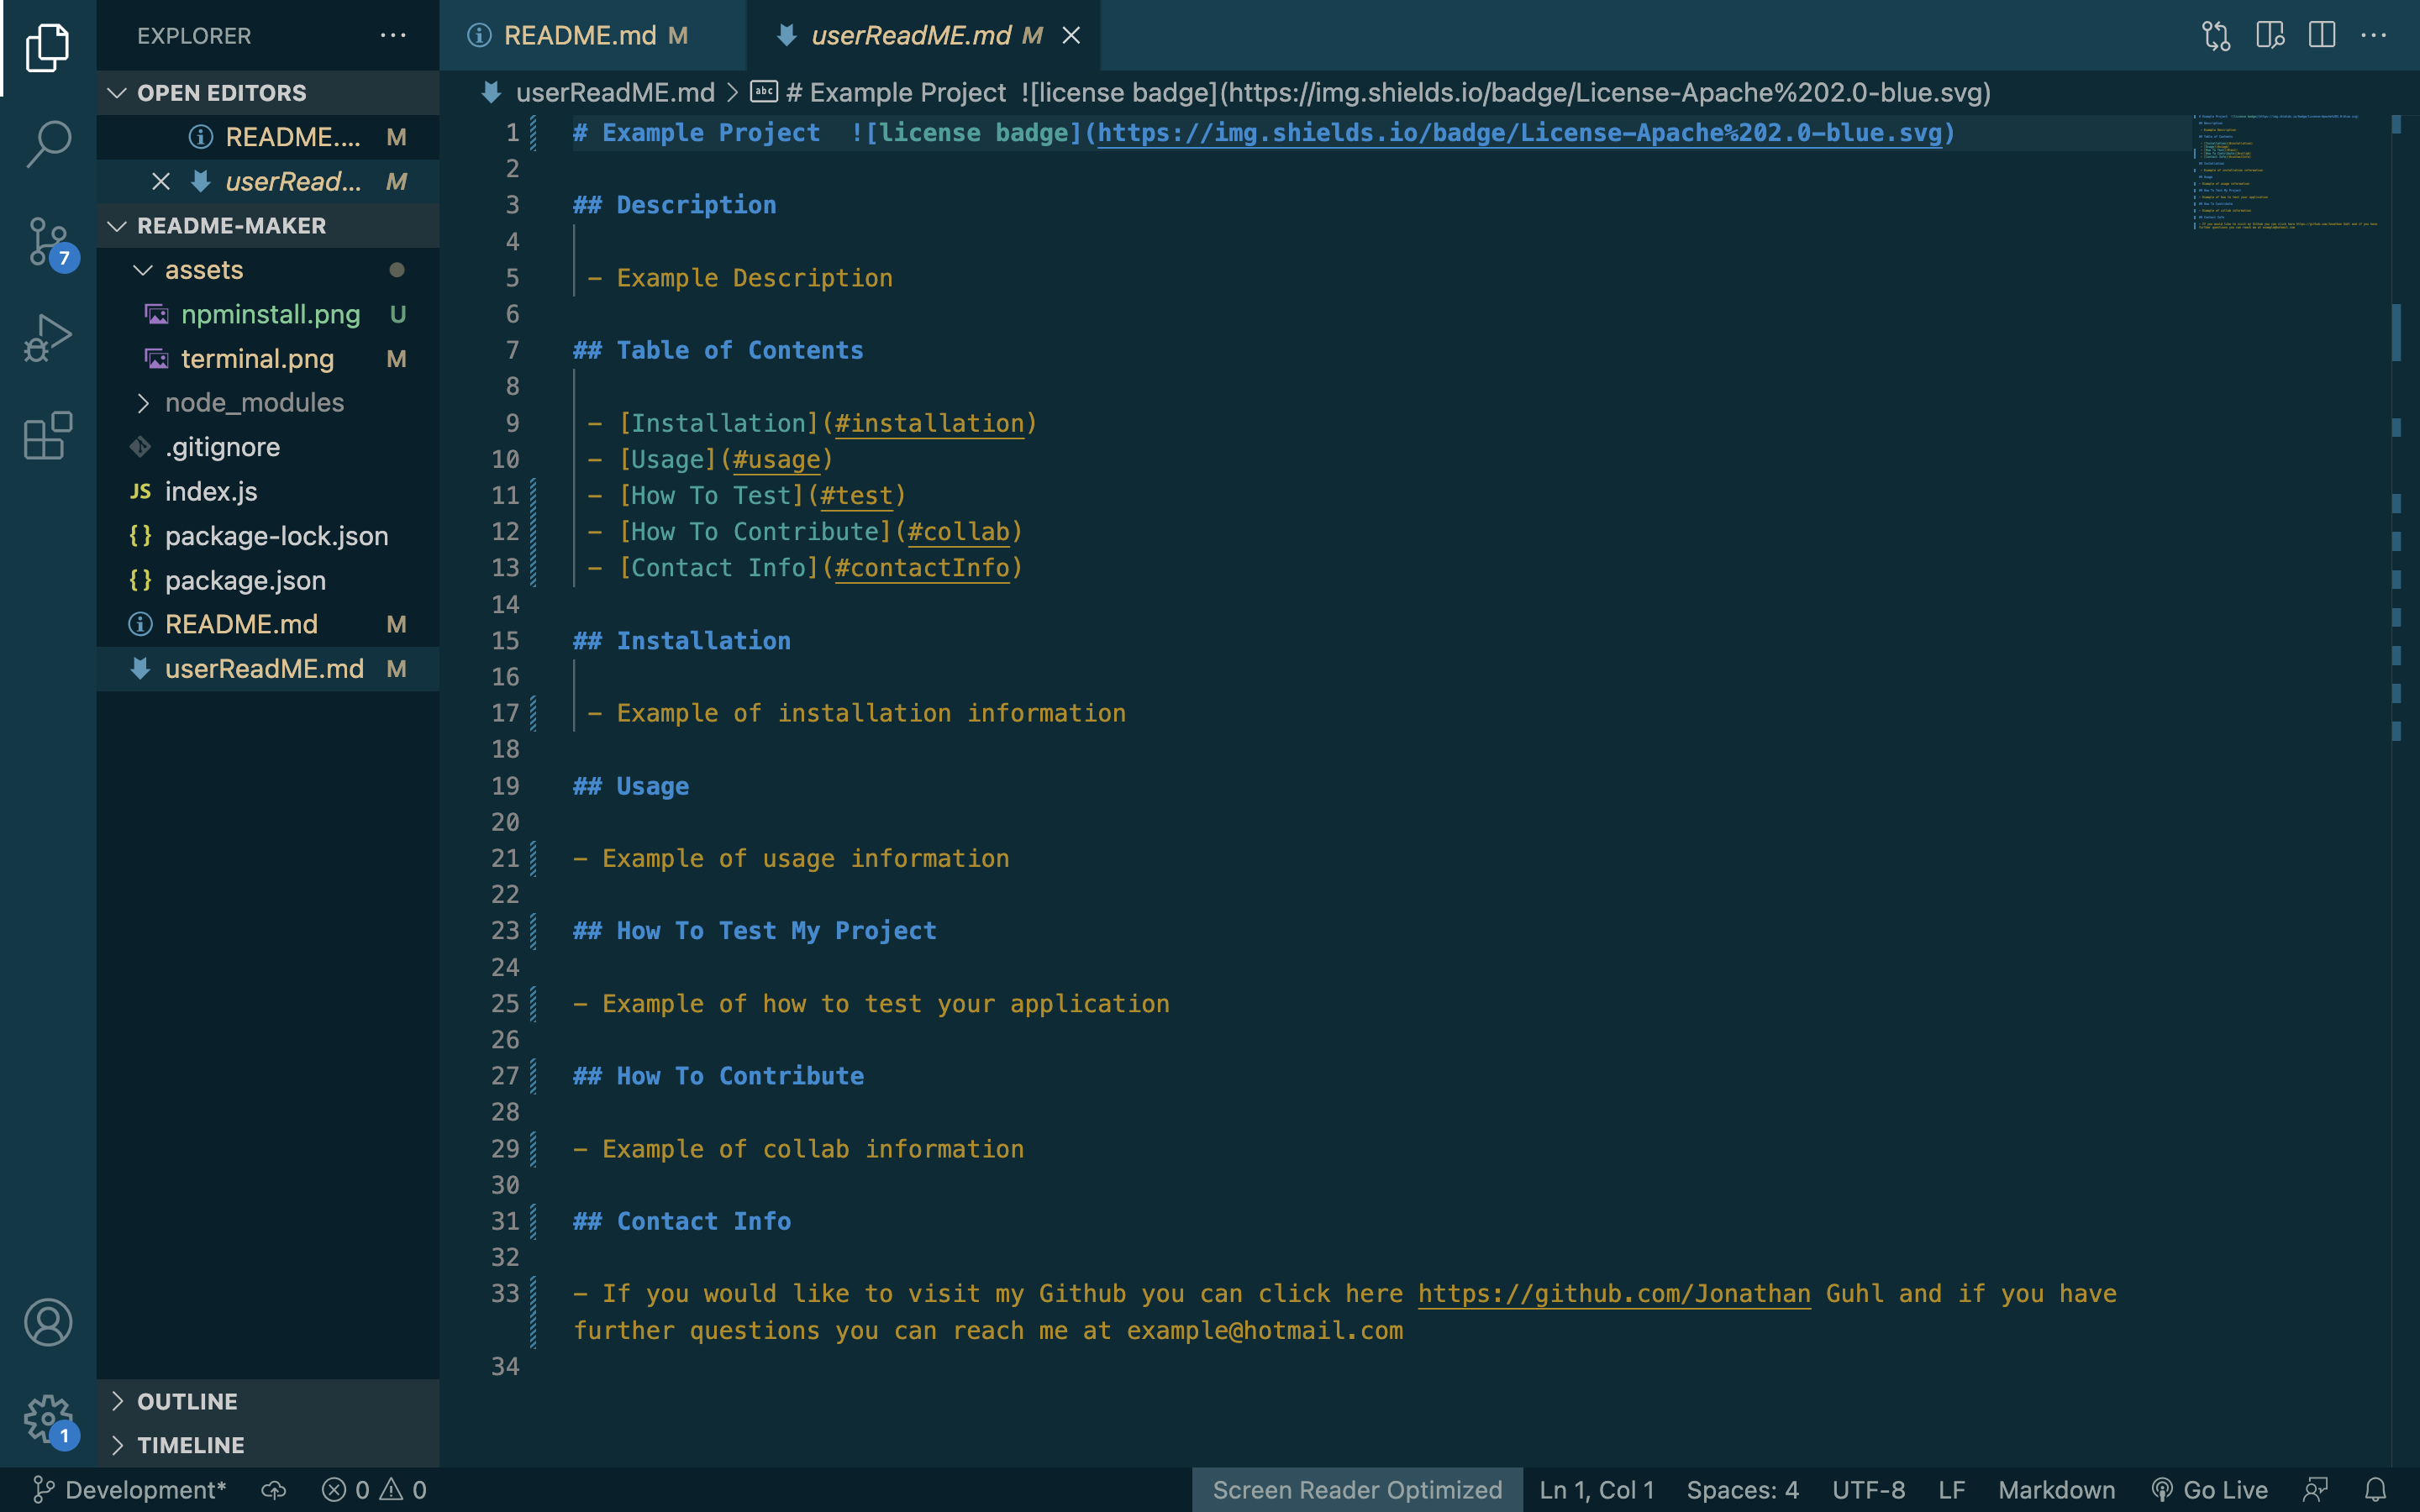 EXPLORER
README.md M
userReadME.md M
OPEN EDITORS
README.... M
userRead... M
README-MAKER
assets
npminstall.png U
terminal.png M
node_modules
.gitignore
JS index.js
{} package-lock.json
{} package.json
README.md M
userReadME.md M
OUTLINE
TIMELINE
7
1
userReadME.md > abc # Example Project ![license badge](https://img.shields.io/badge/License-Apache%202.0-blue.svg)
1 # Example Project  ![license badge](https://img.shields.io/badge/License-Apache%202.0-blue.svg)
2
3 ## Description
4
5 - Example Description
6
7 ## Table of Contents
8
9 - [Installation](#installation)
10 - [Usage](#usage)
11 - [How To Test](#test)
12 - [How To Contribute](#collab)
13 - [Contact Info](#contactInfo)
14
15 ## Installation
16
17 - Example of installation information
18
19 ## Usage
20
21 - Example of usage information
22
23 ## How To Test My Project
24
25 - Example of how to test your application
26
27 ## How To Contribute
28
29 - Example of collab information
30
31 ## Contact Info
32
33 - If you would like to visit my Github you can click here https://github.com/Jonathan Guhl and if you have
further questions you can reach me at example@hotmail.com
34
Development* 0 0 Screen Reader Optimized Ln 1, Col 1 Spaces: 4 UTF-8 LF Markdown Go Live